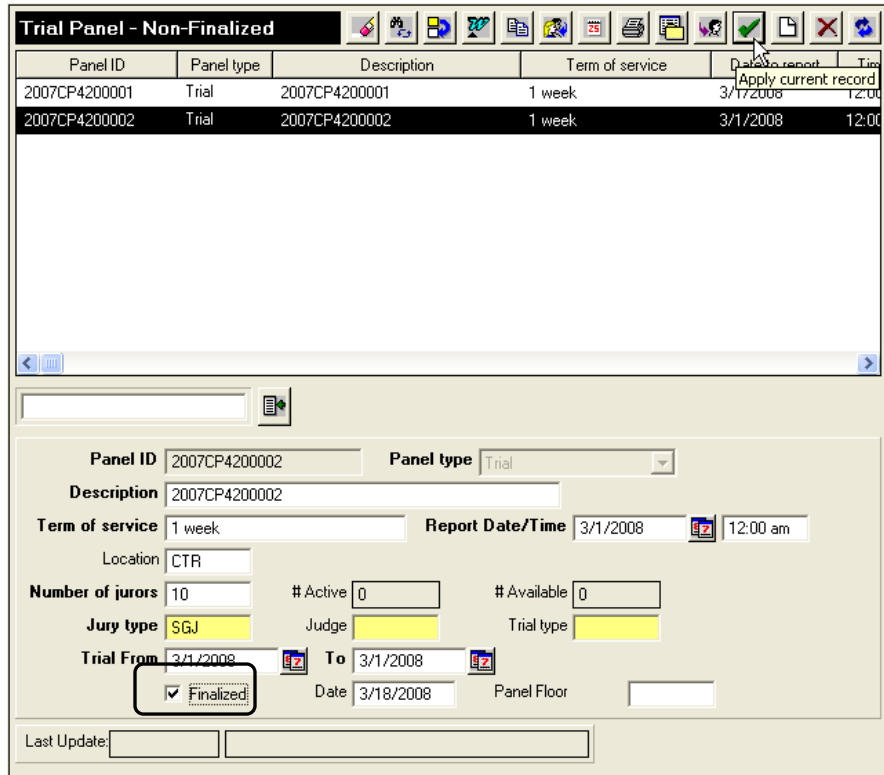 Trial Panel - Non-Finalized
Panel ID Panel type Description Term of service Date to report Tim
Apply current record
2007CP4200001 Trial 2007CP4200001 1 week 3/1/2008 12:00
2007CP4200002 Trial 2007CP4200002 1 week 3/1/2008 12:00
Panel ID 2007CP4200002 Panel type Trial
Description 2007CP4200002
Term of service 1 week Report Date/Time 3/1/2008 12:00 am
Location CTR
Number of jurors 10 # Active 0 # Available 0
Jury type SGJ Judge Trial type
Trial From 3/1/2008 To 3/1/2008
Finalized Date 3/18/2008 Panel Floor
Last Update: